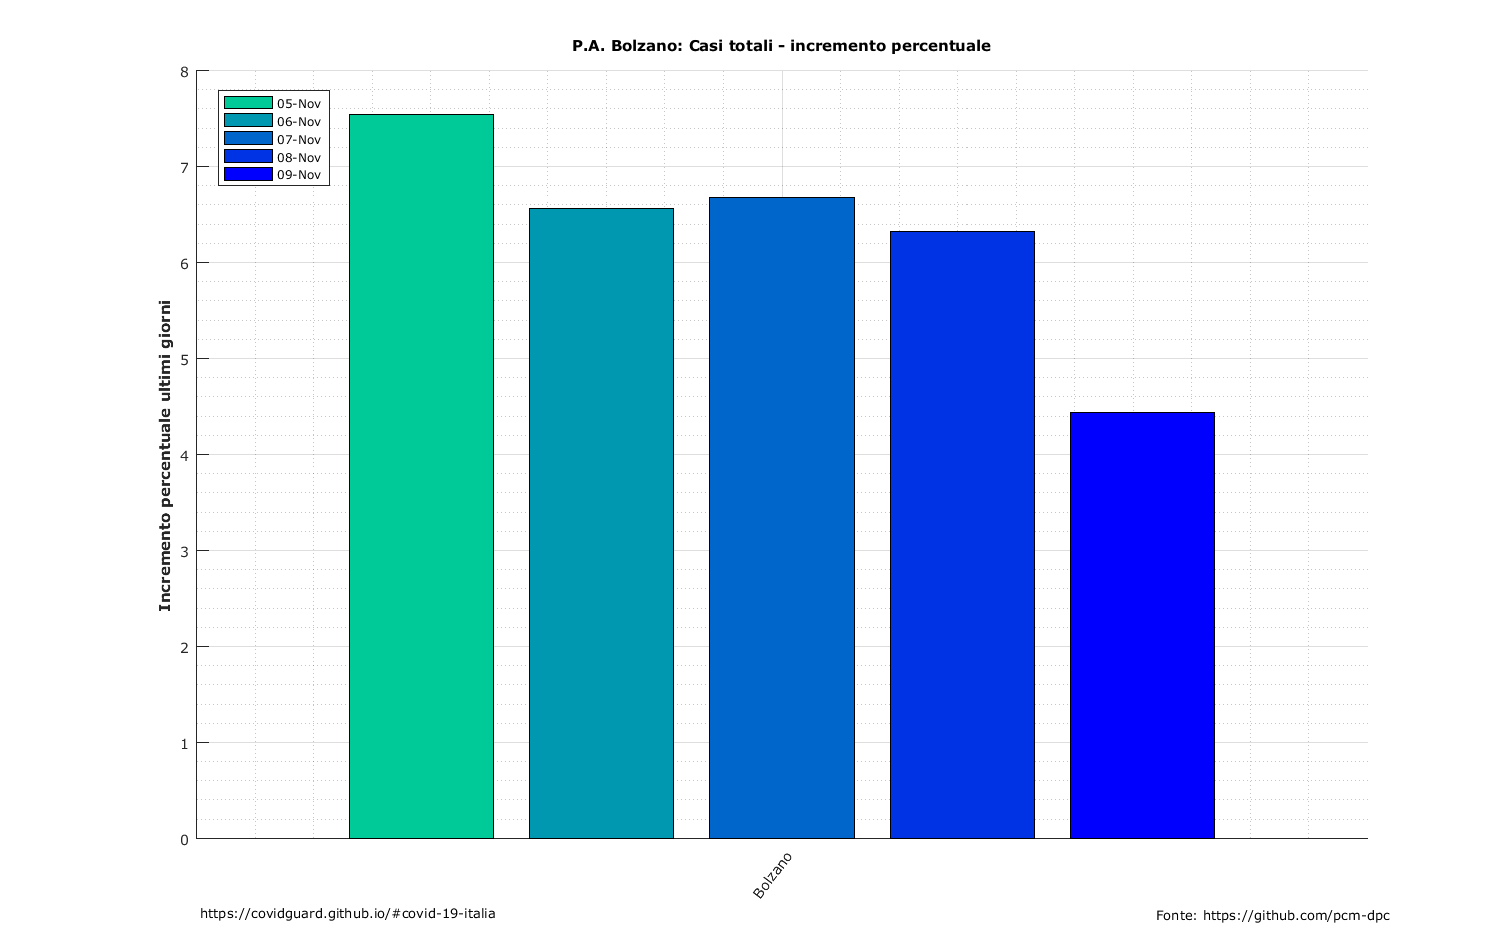 P.A. Bolzano: Casi totali - incremento percentuale
8
7
6
5
4
3
2
1
0
Incremento percentuale ultimi giorni
05-Nov
06-Nov
07-Nov
08-Nov
09-Nov
Bolzano
https://covidguard.github.io/#covid-19-italia
Fonte: https://github.com/pcm-dpc